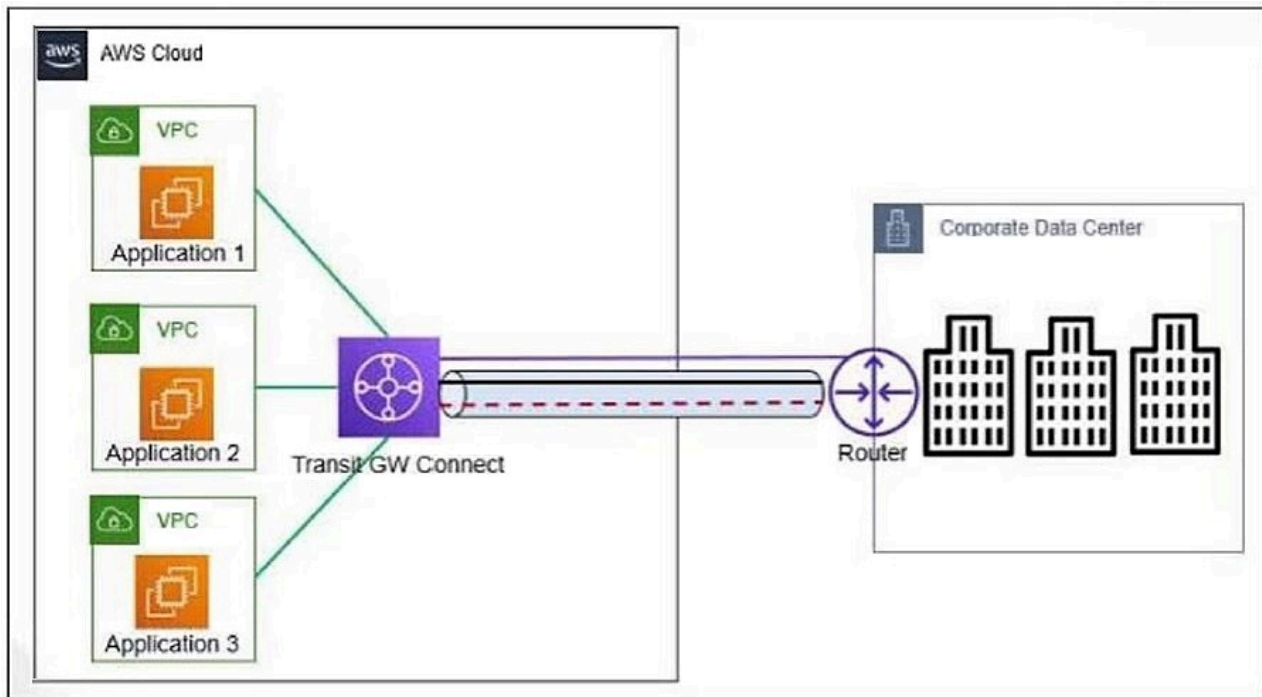 aws
AWS Cloud
VPC
Application 1
VPC
Application 2
VPC
Application 3
Transit GW Connect
Router
Corporate Data Center